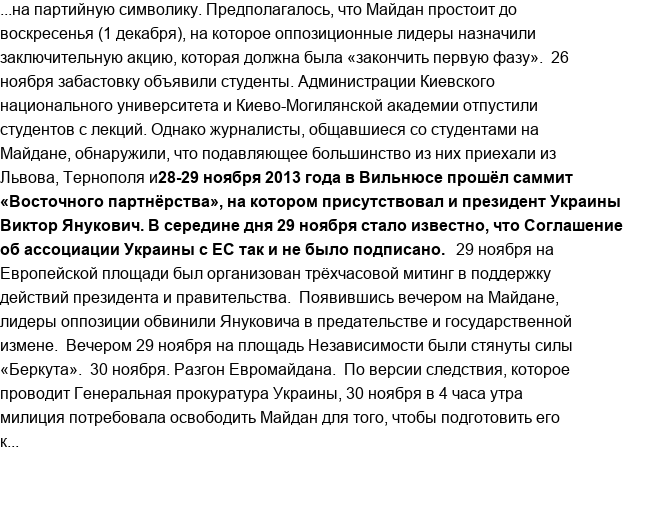 ...на партийную символику. Предполагалось, что Майдан простоит до
воскресенья (1 декабря), на которое оппозиционные лидеры назначили
заключительную акцию, которая должна была «закончить первую фазу».  26
ноября забастовку объявили студенты. Администрации Киевского
национального университета и Киево-Могилянской академии отпустили
студентов с лекций. Однако журналисты, общавшиеся со студентами на
Майдане, обнаружили, что подавляющее большинство из них приехали из
Львова, Тернополя и28-29 ноября 2013 года в Вильнюсе прошёл саммит
«Восточного партнёрства», на котором присутствовал и президент Украины
Виктор Янукович. В середине дня 29 ноября стало известно, что Соглашение
об ассоциации Украины с ЕС так и не было подписано.   29 ноября на
Европейской площади был организован трёхчасовой митинг в поддержку
действий президента и правительства.  Появившись вечером на Майдане,
лидеры оппозиции обвинили Януковича в предательстве и государственной
измене.  Вечером 29 ноября на площадь Независимости были стянуты силы
«Беркута».  30 ноября. Разгон Евромайдана.  По версии следствия, которое
проводит Генеральная прокуратура Украины, 30 ноября в 4 часа утра
милиция потребовала освободить Майдан для того, чтобы подготовить его
к...